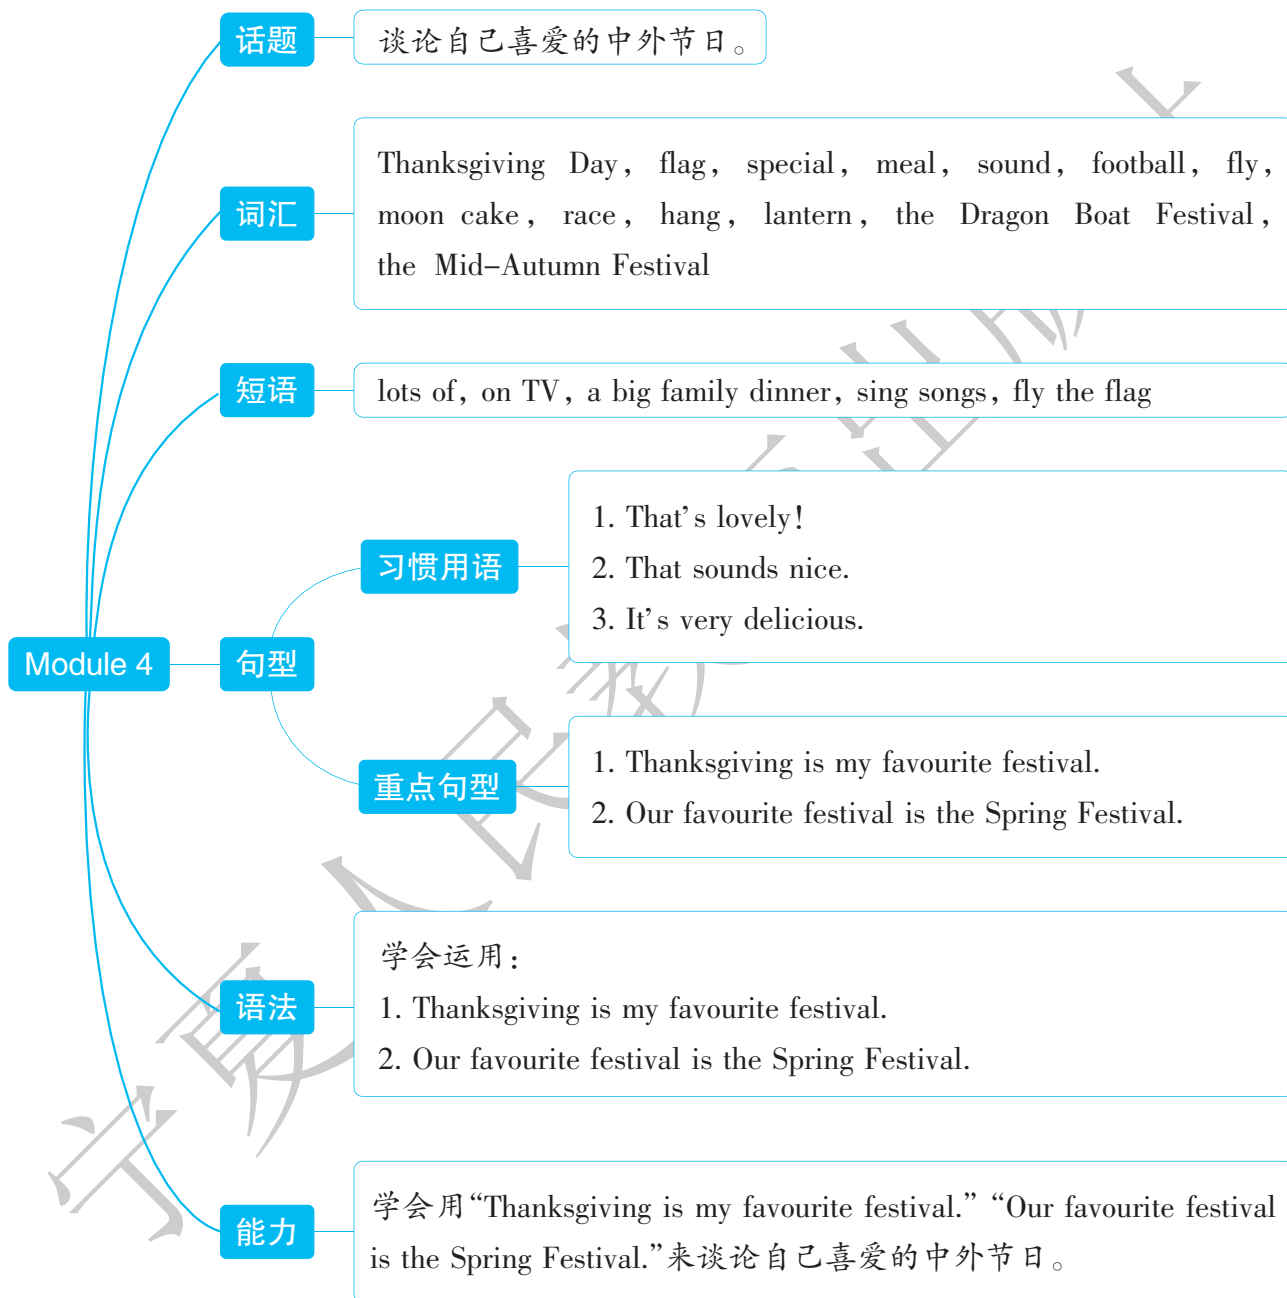 话题
谈论自己喜爱的中外节日。
词汇
Thanksgiving Day, flag, special, meal, sound, football, fly,
moon cake, race, hang, lantern, the Dragon Boat Festival,
the Mid-Autumn Festival
短语
lots of, on TV, a big family dinner, sing songs, fly the flag
Module 4
句型
习惯用语
1. That's lovely!
2. That sounds nice.
3. It's very delicious.
重点句型
1. Thanksgiving is my favourite festival.
2. Our favourite festival is the Spring Festival.
语法
学会运用：
1. Thanksgiving is my favourite festival.
2. Our favourite festival is the Spring Festival.
能力
学会用“Thanksgiving is my favourite festival.” “Our favourite festival
is the Spring Festival.”来谈论自己喜爱的中外节日。